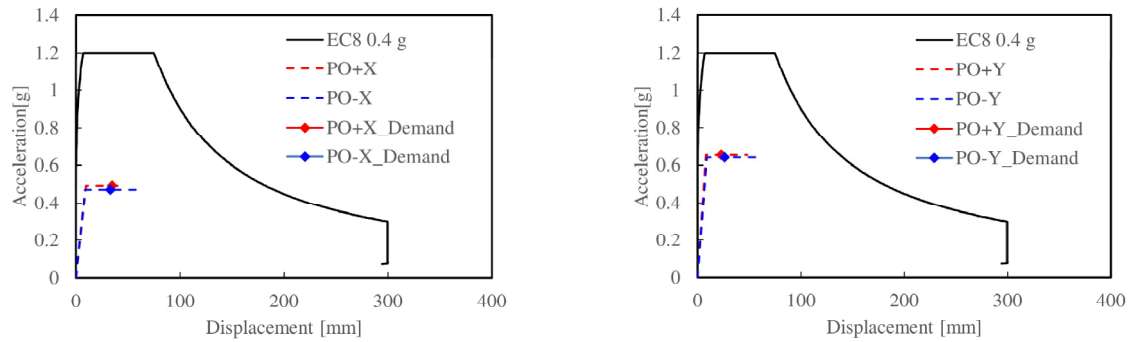 1.4
1.2
1
0.8
0.6
0.4
0.2
0
Acceleration[g]
0
100
200
300
400
Displacement [mm]
EC8 0.4 g
PO+X
PO-X
PO+X_Demand
PO-X_Demand
1.4
1.2
1
0.8
0.6
0.4
0.2
0
Acceleration[g]
0
100
200
300
400
Displacement [mm]
EC8 0.4 g
PO+Y
PO-Y
PO+Y_Demand
PO-Y_Demand